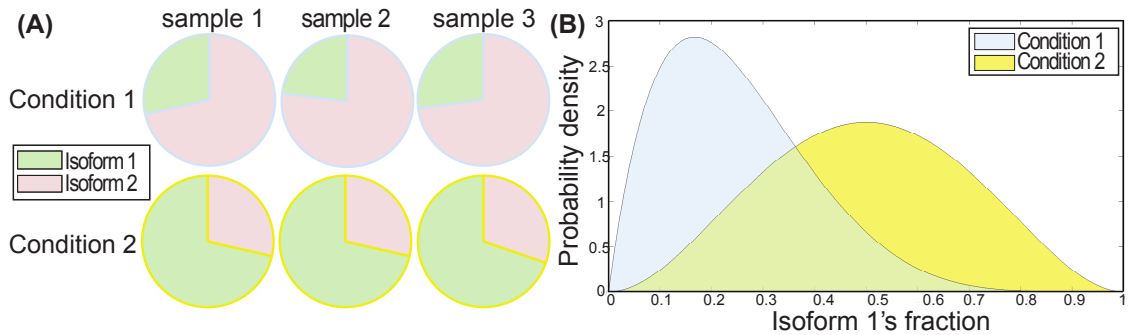 (A)
sample 1 sample 2 sample 3
Condition 1
Isoform 1
Isoform 2
Condition 2
(B)
Probability density
3
2.5
2
1.5
1
0.5
0
0 0.1 0.2 0.3 0.4 0.5 0.6 0.7 0.8 0.9 1
Isoform 1's fraction
Condition 1
Condition 2